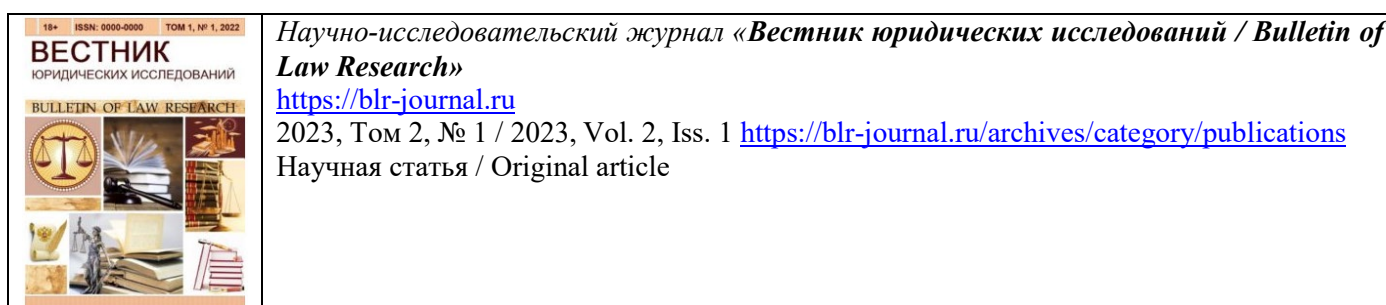 18+ ISSN: 0000-0000 ТОМ 1, № 1, 2022
ВЕСТНИК
ЮРИДИЧЕСКИХ ИССЛЕДОВАНИЙ
BULLETIN OF LAW RESEARCH
Научно-исследовательский журнал «Вестник юридических исследований / Bulletin of
Law Research»
https://blr-journal.ru
2023, Том 2, № 1 / 2023, Vol. 2, Iss. 1 https://blr-journal.ru/archives/category/publications
Научная статья / Original article